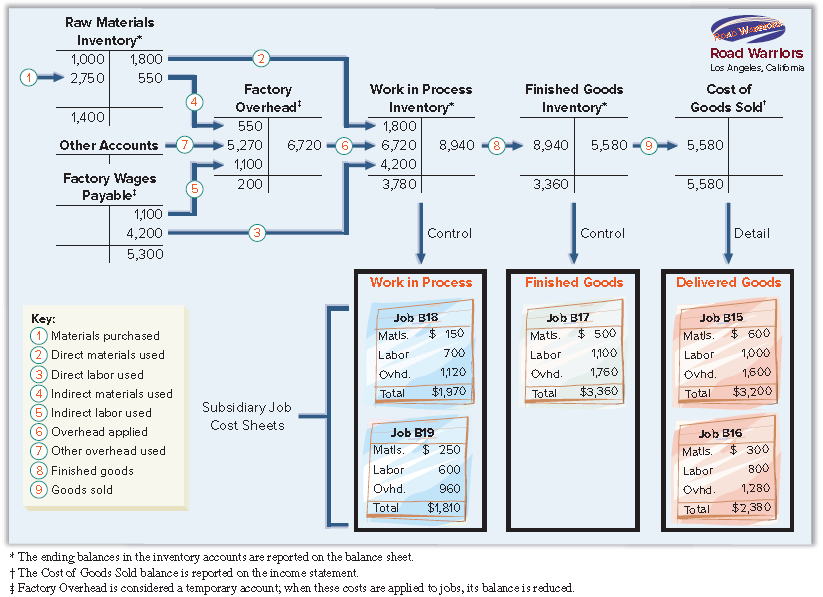 Raw Materials
Inventory*
1,000 1,800
1 2,750 550
1,400
2
4
ROAD WARRIORS
Road Warriors
Los Angeles, California
Factory
Overhead‡
550
5,270 6,720
1,100
200
Other Accounts 7
6
Work in Process
Inventory*
1,800
6,720 8,940
4,200
3,780
8
Finished Goods
Inventory*
8,940 5,580
3,360
9
Cost of
Goods Sold†
5,580
5,580
Factory Wages
Payable‡
1,100
4,200
5,300
5
3
Control
Control
Detail
Work in Process
Job B18
Matls. $ 150
Labor 700
Ovhd. 1,120
Total $1,970
Job B19
Matls. $ 250
Labor 600
Ovhd. 960
Total $1,810
Finished Goods
Job B17
Matls. $ 500
Labor 1,100
Ovhd. 1,760
Total $3,360
Delivered Goods
Job B15
Matls. $ 600
Labor 1,000
Ovhd. 1,600
Total $3,200
Job B16
Matls. $ 300
Labor 800
Ovhd. 1,280
Total $2,380
Subsidiary Job
Cost Sheets
Key:
1 Materials purchased
2 Direct materials used
3 Direct labor used
4 Indirect materials used
5 Indirect labor used
6 Overhead applied
7 Other overhead used
8 Finished goods
9 Goods sold
* The ending balances in the inventory accounts are reported on the balance sheet.
† The Cost of Goods Sold balance is reported on the income statement.
‡ Factory Overhead is considered a temporary account; when these costs are applied to jobs, its balance is reduced.